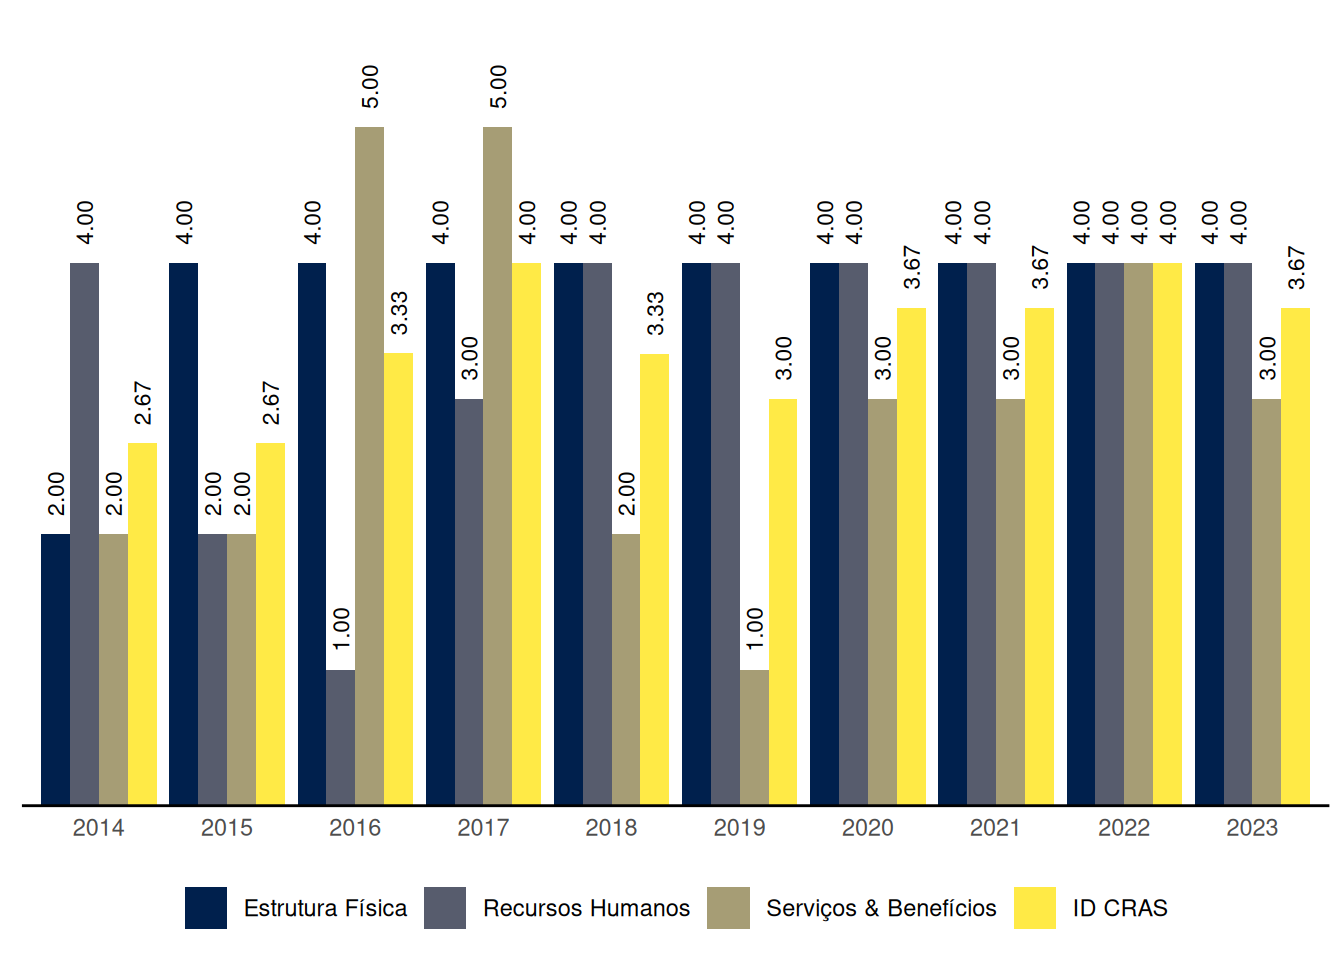 5.00 5.00
4.00 4.00 4.00 4.00 4.00 4.00 4.00 4.00 4.00 4.00 4.00 4.00 4.00 4.00 4.00 4.00 4.00 4.00 4.00 4.00
3.67 3.67 3.67
3.33 3.33
3.00 3.00 3.00 3.00 3.00
2.67 2.67
2.00 2.00 2.00 2.00 2.00
1.00 1.00
2014 2015 2016 2017 2018 2019 2020 2021 2022 2023
Estrutura Física Recursos Humanos Serviços & Benefícios ID CRAS